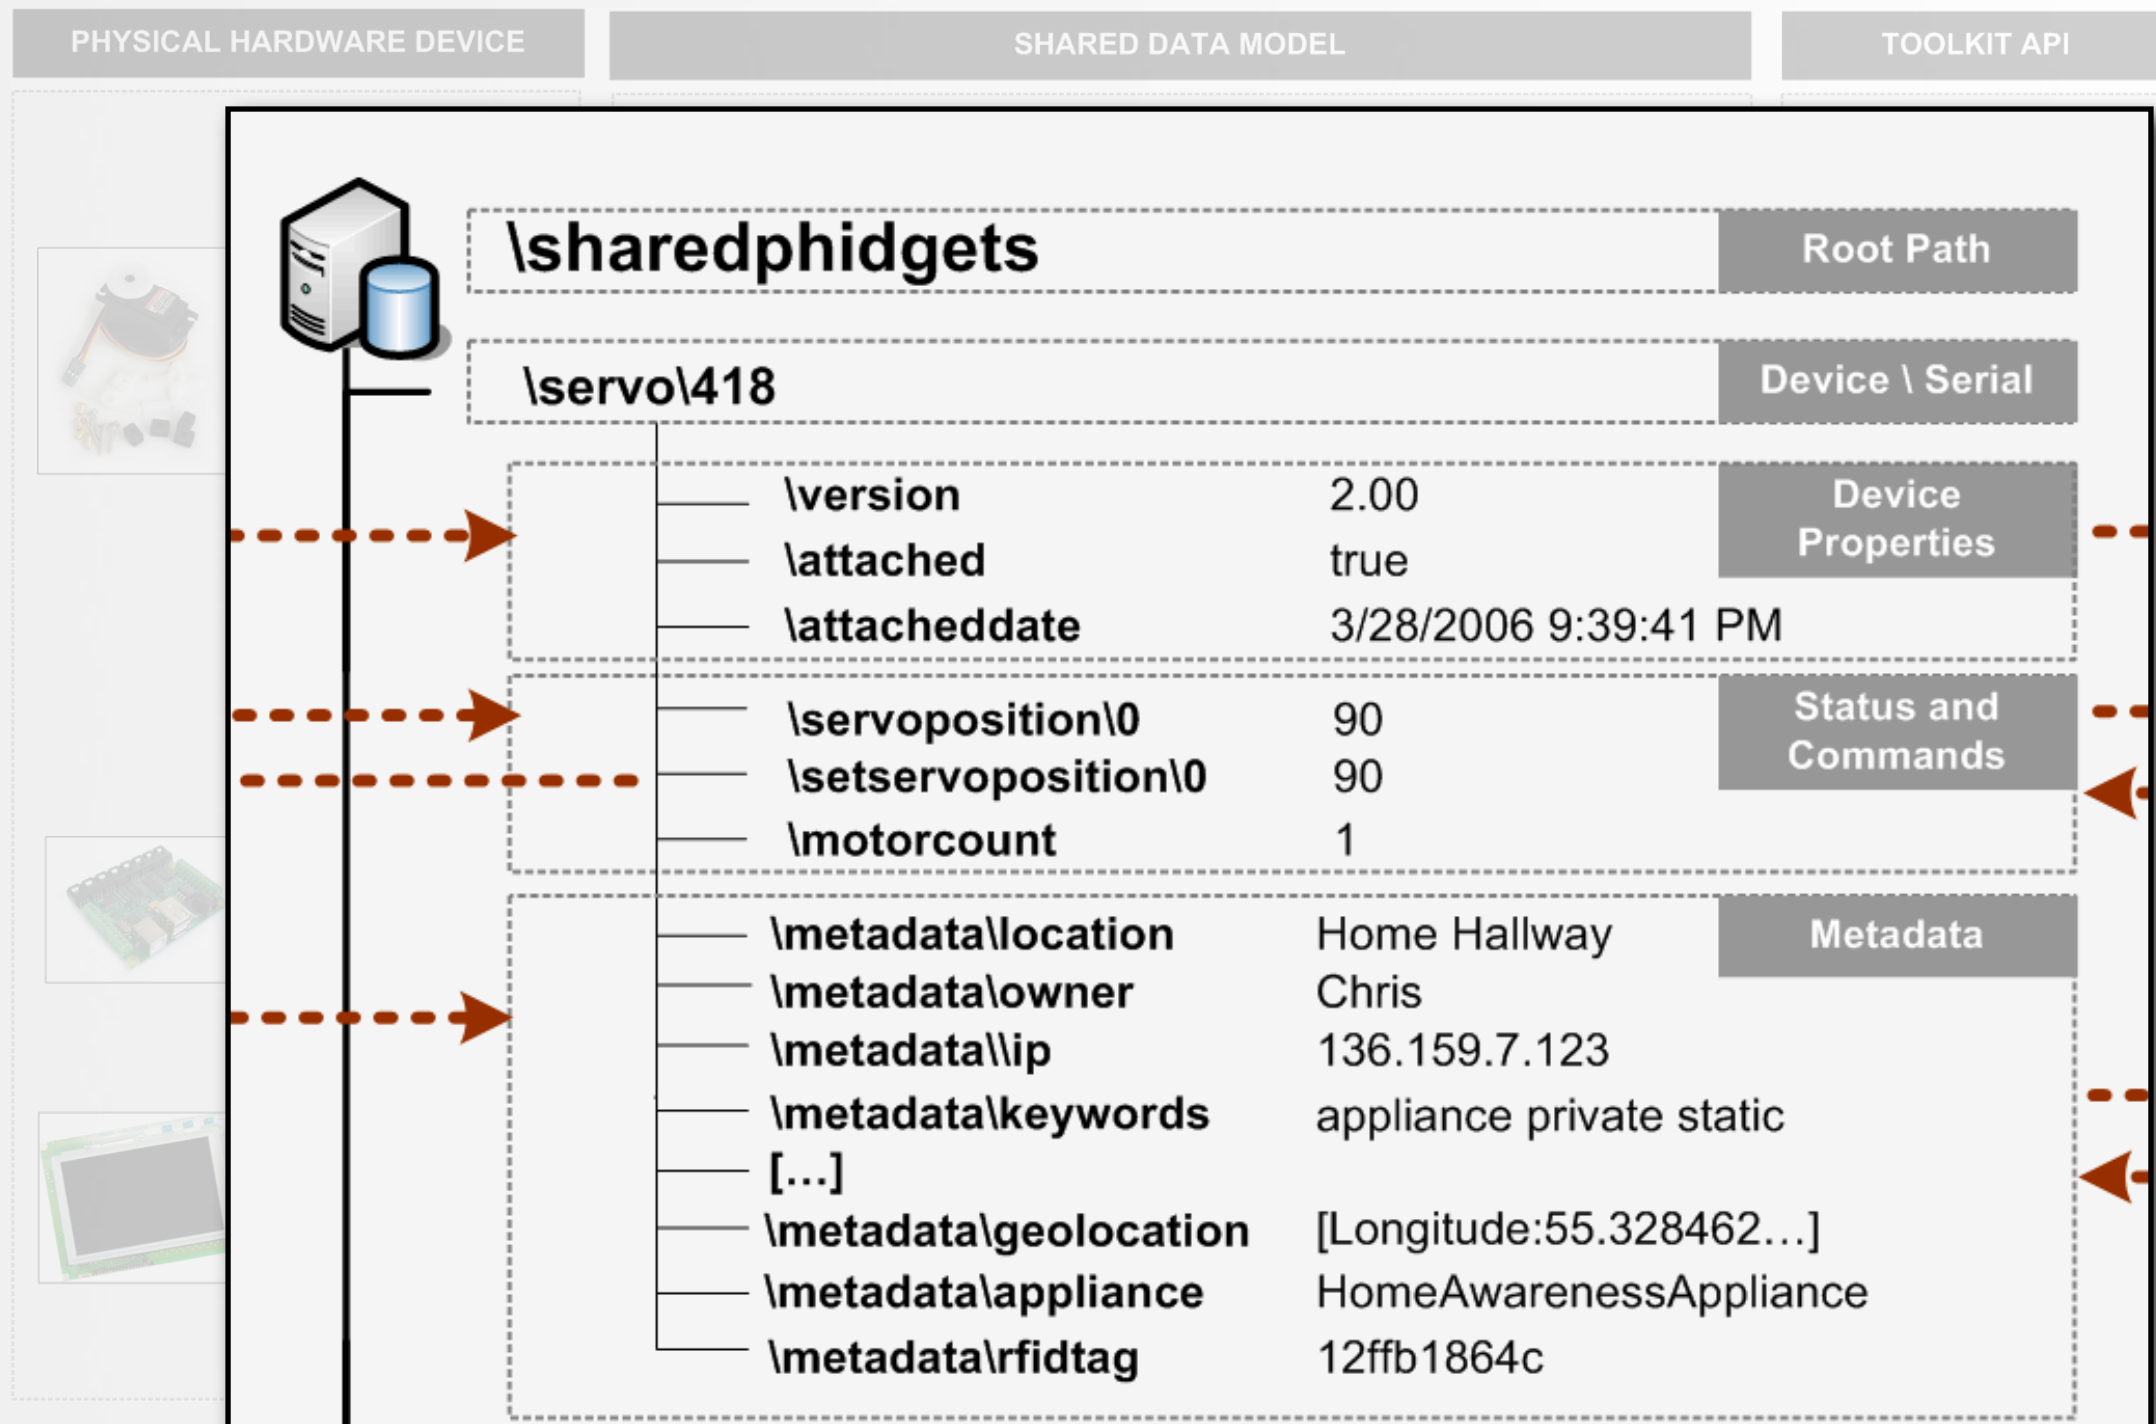 PHYSICAL HARDWARE DEVICE SHARED DATA MODEL TOOLKIT API
\sharedphidgets Root Path
\servo\418 Device \ Serial
\version 2.00 Device
Properties
\attached true
\attacheddate 3/28/2006 9:39:41 PM
\servoposition\0 90 Status and
Commands
\setservoposition\0 90
\motorcount 1
\metadata\location Home Hallway Metadata
\metadata\owner Chris
\metadata\\ip 136.159.7.123
\metadata\keywords appliance private static
[...]
\metadata\geolocation [Longitude:55.328462...]
\metadata\appliance HomeAwarenessAppliance
\metadata\rfidtag 12ffb1864c